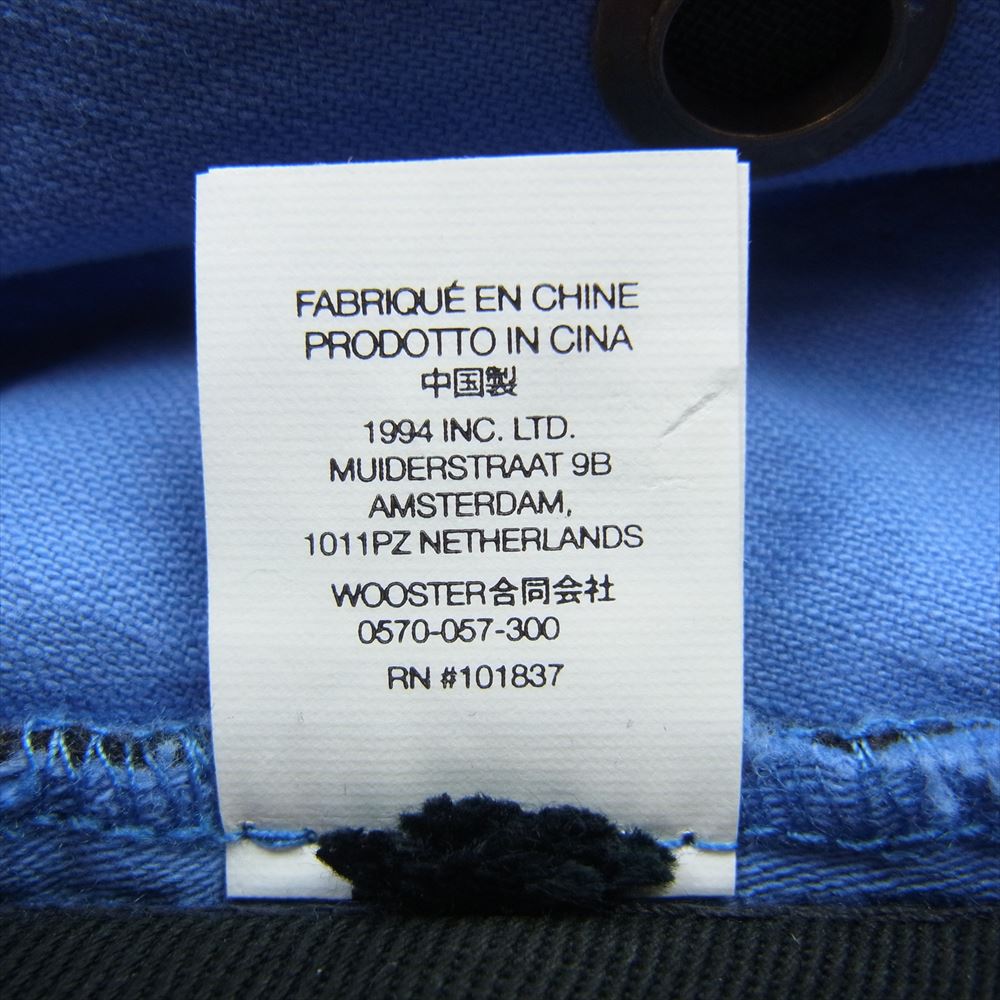 FABRIQUÉ EN CHINE
PRODOTTO IN CINA
中国製
1994 INC. LTD.
MUIDERSTRAAT 9B
AMSTERDAM,
1011PZ NETHERLANDS
WOOSTER合同会社
0570-057-300
RN #101837